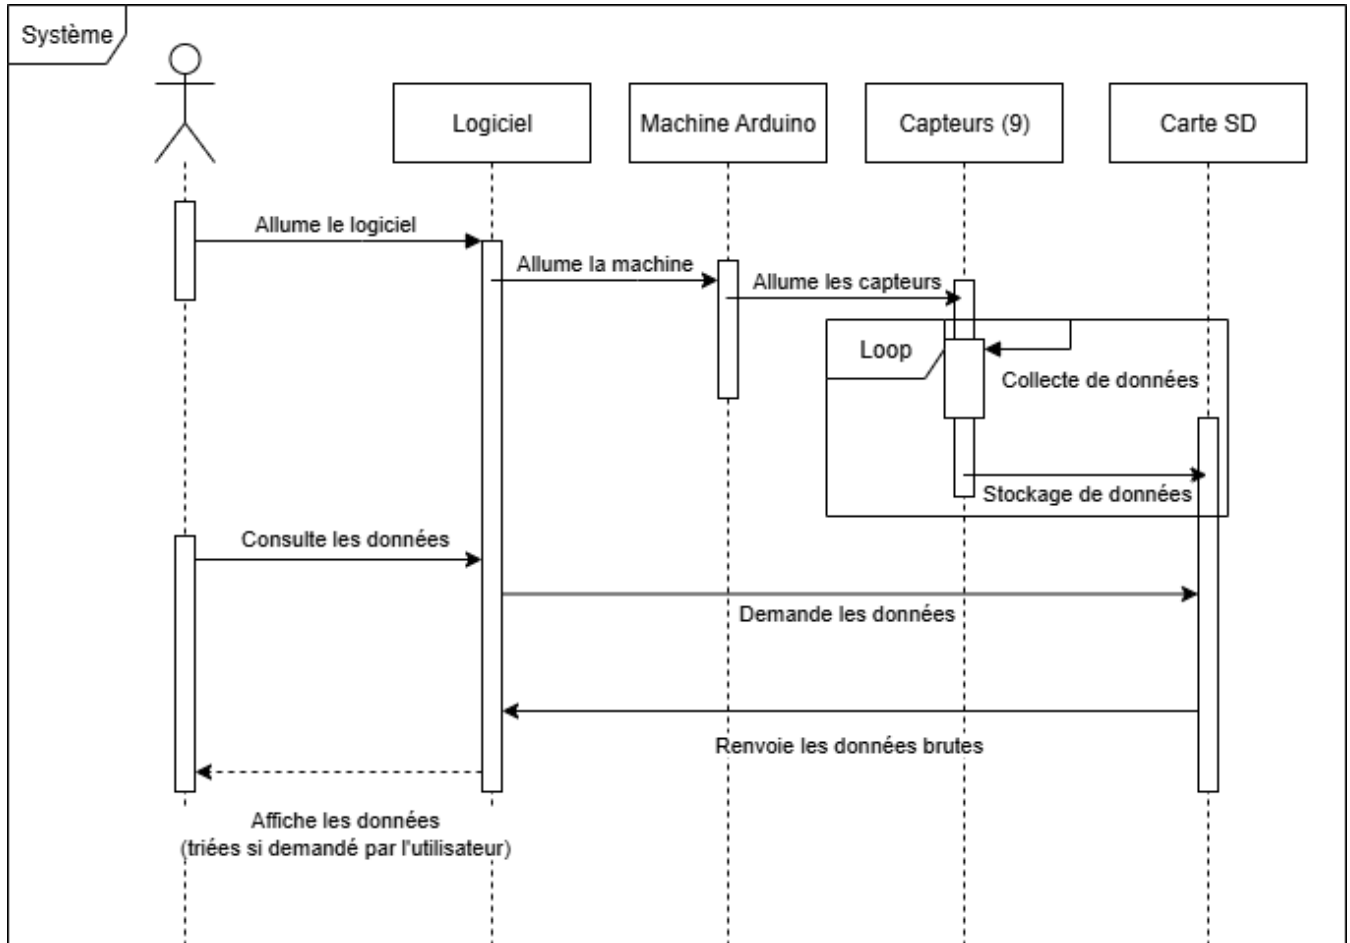 Système
Logiciel
Machine Arduino
Capteurs (9)
Carte SD
Allume le logiciel
Allume la machine
Allume les capteurs
Loop
Collecte de données
Stockage de données
Consulte les données
Demande les données
Renvoie les données brutes
Affiche les données
(triées si demandé par l'utilisateur)